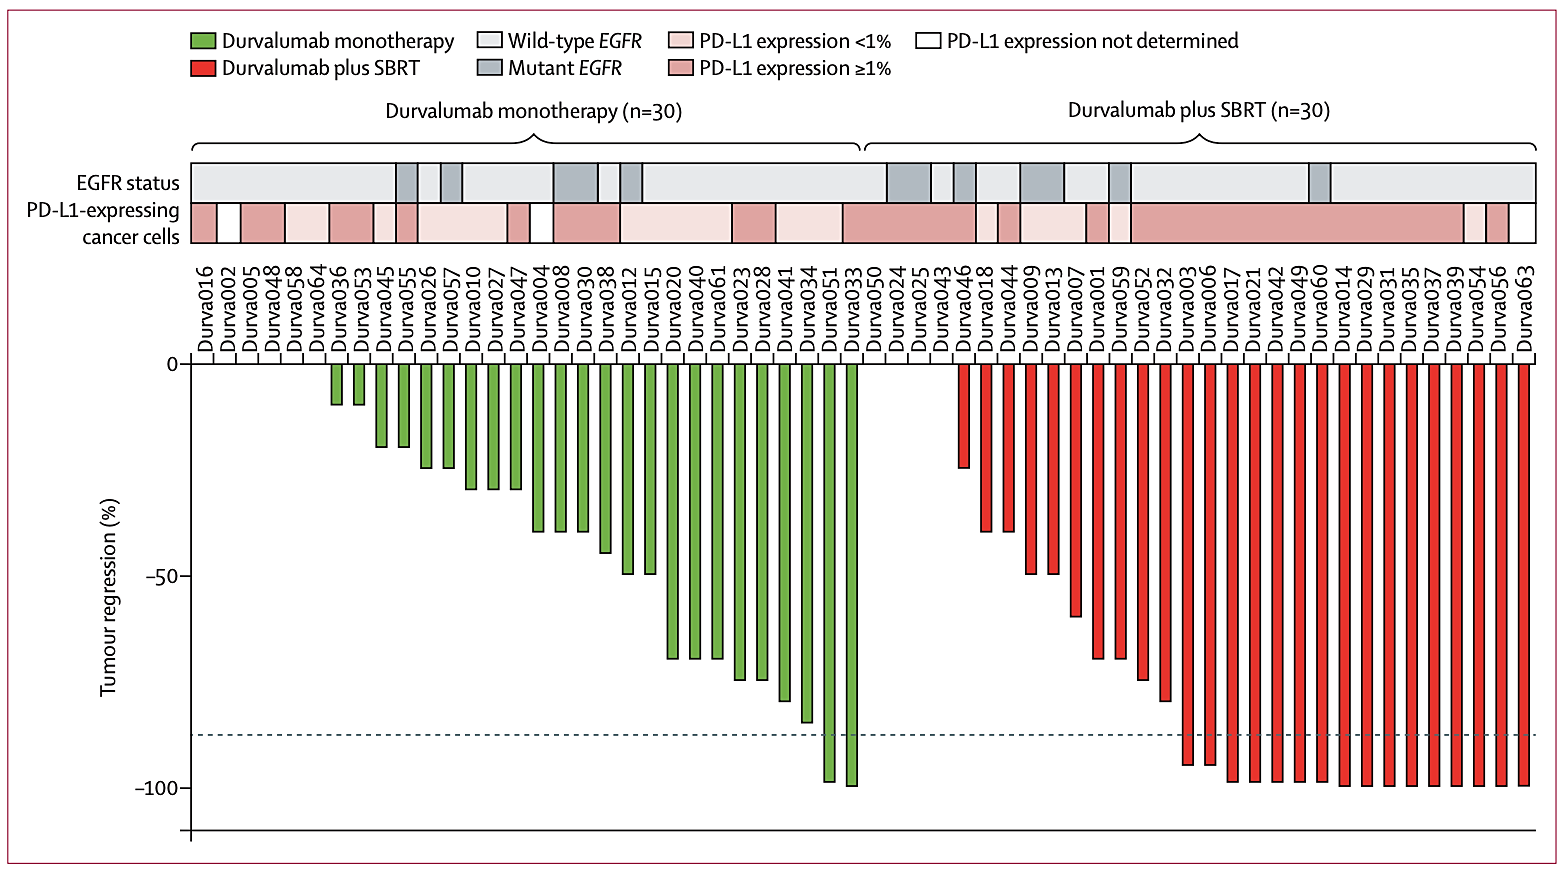 Durvalumab monotherapy
Wild-type EGFR
PD-L1 expression <1%
PD-L1 expression not determined
Durvalumab plus SBRT
Mutant EGFR
PD-L1 expression ≥1%
Durvalumab monotherapy (n=30)
Durvalumab plus SBRT (n=30)
EGFR status
PD-L1-expressing
cancer cells
Durva016
Durva002
Durva005
Durva048
Durva058
Durva064
Durva036
Durva053
Durva045
Durva055
Durva026
Durva057
Durva010
Durva027
Durva047
Durva004
Durva008
Durva030
Durva038
Durva012
Durva015
Durva020
Durva040
Durva061
Durva023
Durva028
Durva041
Durva034
Durva051
Durva033
Durva050
Durva024
Durva025
Durva043
Durva046
Durva018
Durva044
Durva009
Durva013
Durva007
Durva001
Durva059
Durva052
Durva032
Durva003
Durva006
Durva017
Durva021
Durva042
Durva049
Durva060
Durva014
Durva029
Durva031
Durva035
Durva037
Durva039
Durva054
Durva056
Durva063
0
–50
–100
Tumour regression (%)